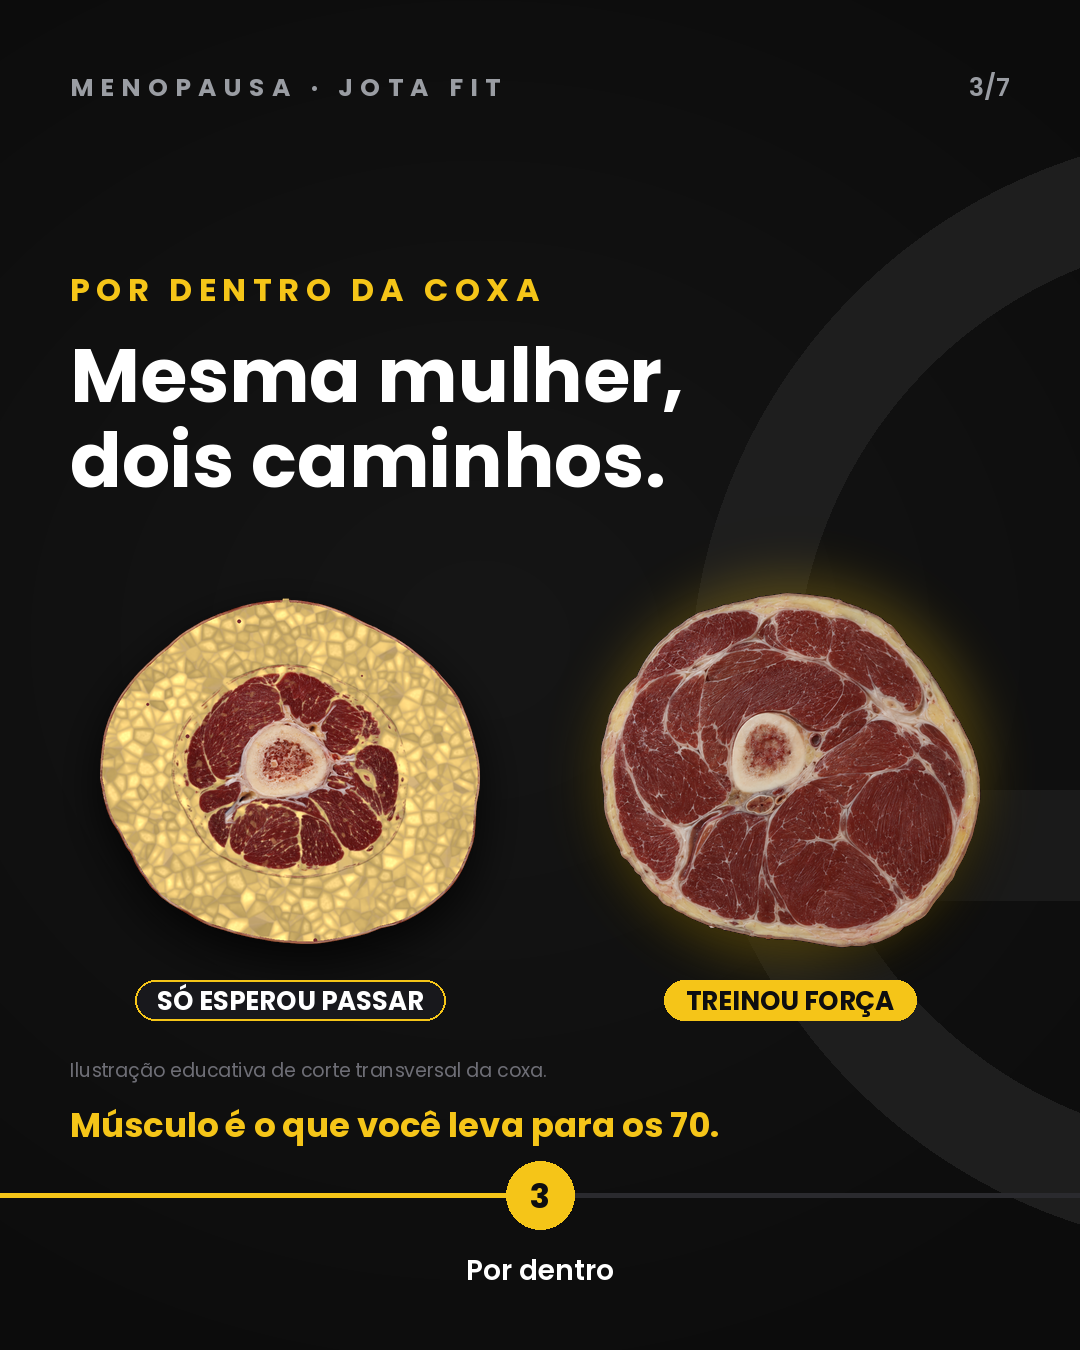 MENOPAUSA · JOTA FIT
3/7
POR DENTRO DA COXA
Mesma mulher,
dois caminhos.
SÓ ESPEROU PASSAR
TREINOU FORÇA
Ilustração educativa de corte transversal da coxa.
Músculo é o que você leva para os 70.
3
Por dentro